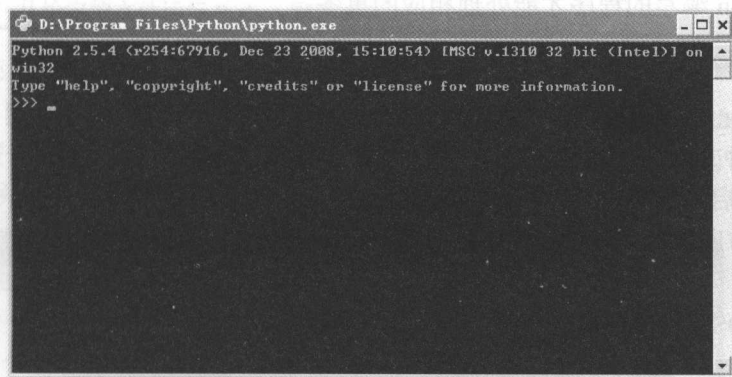 D:\Program Files\Python\python.exe
Python 2.5.4 (r254:67916, Dec 23 2008, 15:10:54) [MSC v.1310 32 bit (Intel)] on
win32
Type "help", "copyright", "credits" or "license" for more information.
>>> _